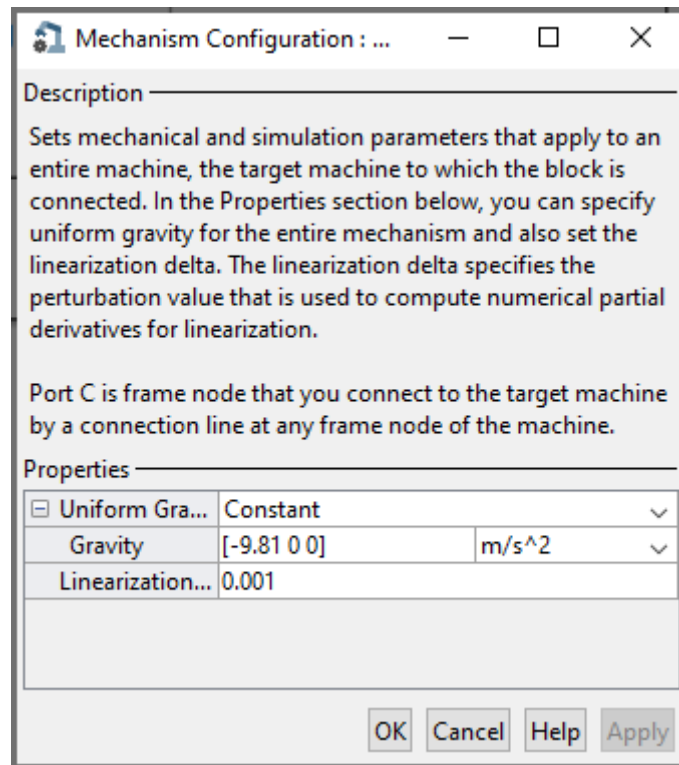 Mechanism Configuration : ...
Description
Sets mechanical and simulation parameters that apply to an
entire machine, the target machine to which the block is
connected. In the Properties section below, you can specify
uniform gravity for the entire mechanism and also set the
linearization delta. The linearization delta specifies the
perturbation value that is used to compute numerical partial
derivatives for linearization.
Port C is frame node that you connect to the target machine
by a connection line at any frame node of the machine.
Properties
Uniform Gra... Constant
Gravity [-9.81 0 0] m/s^2
Linearization... 0.001
OK Cancel Help Apply